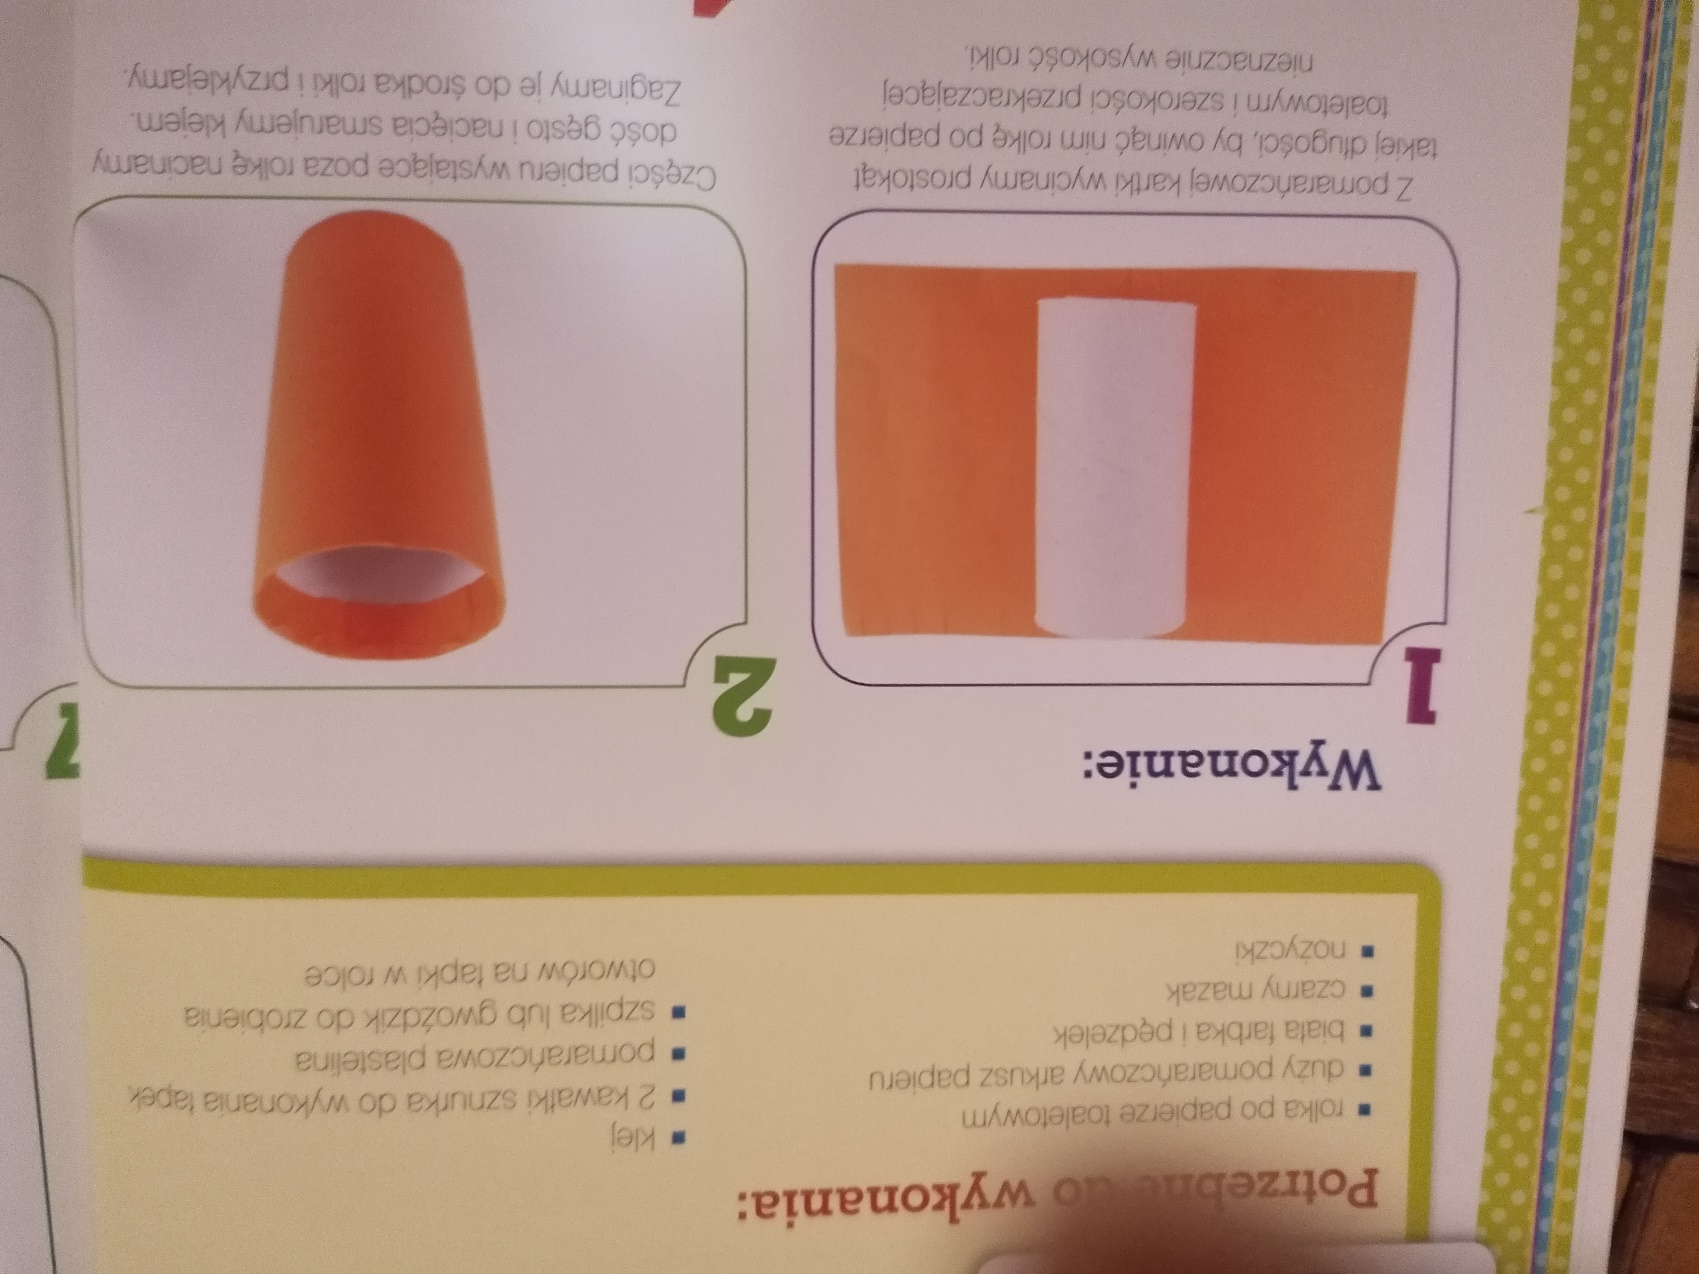 Potrzebne do wykonania:
rolka po papierze toaletowym
duży pomarańczowy arkusz papieru
biała farbka i pędzelek
czarny mazak
nożyczki
klej
2 kawałki sznurka do wykonania łapek
pomarańczowa plastelina
szpilka lub gwoździk do zrobienia
otworów na łapki w rolce
Wykonanie:
1
Z pomarańczowej kartki wycinamy prostokąt
takiej długości, by owinąć nim rolkę po papierze
toaletowym i szerokości przekraczającej
nieznacznie wysokość rolki.
2
Części papieru wystające poza rolkę nacinamy
dość gęsto i nacięcia smarujemy klejem.
Zaginamy je do środka rolki i przyklejamy.